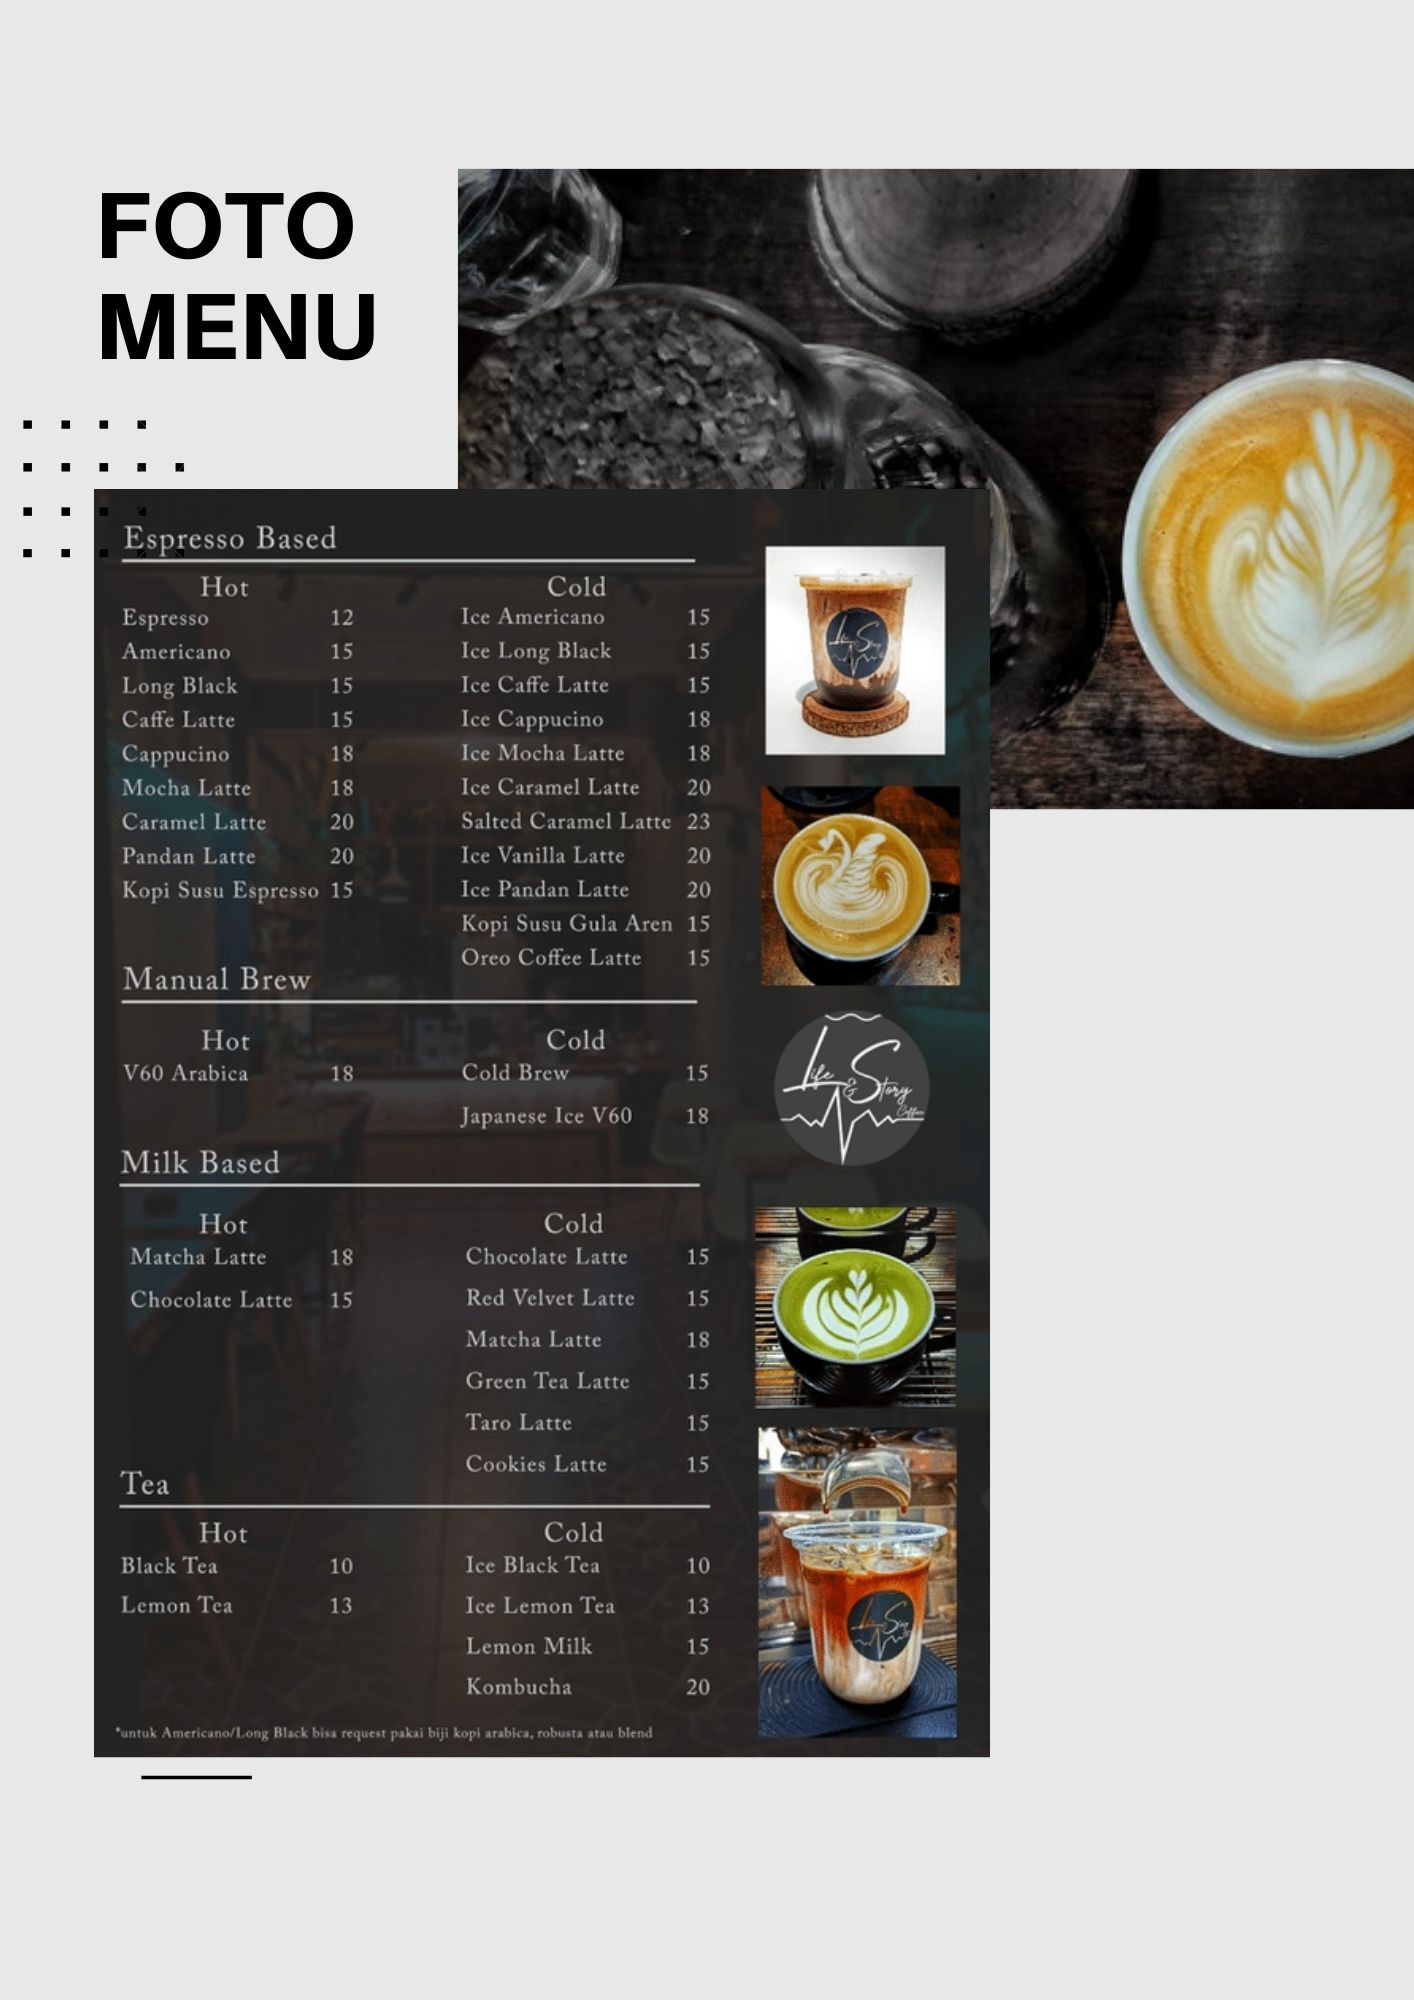 FOTO
MENU
Espresso Based
Hot
Espresso 12
Americano 15
Long Black 15
Caffe Latte 15
Cappucino 18
Mocha Latte 18
Caramel Latte 20
Pandan Latte 20
Kopi Susu Espresso 15
Cold
Ice Americano 15
Ice Long Black 15
Ice Caffe Latte 15
Ice Cappucino 18
Ice Mocha Latte 18
Ice Caramel Latte 20
Salted Caramel Latte 23
Ice Vanilla Latte 20
Ice Pandan Latte 20
Kopi Susu Gula Aren 15
Oreo Coffee Latte 15
Manual Brew
Hot
V60 Arabica 18
Cold
Cold Brew 15
Japanese Ice V60 18
Milk Based
Hot
Matcha Latte 18
Chocolate Latte 15
Cold
Chocolate Latte 15
Red Velvet Latte 15
Matcha Latte 18
Green Tea Latte 15
Taro Latte 15
Cookies Latte 15
Tea
Hot
Black Tea 10
Lemon Tea 13
Cold
Ice Black Tea 10
Ice Lemon Tea 13
Lemon Milk 15
Kombucha 20
*untuk Americano/Long Black bisa request pakai biji kopi arabica, robusta atau blend
Life & Story
Life & Story
Coffee
Life & Story